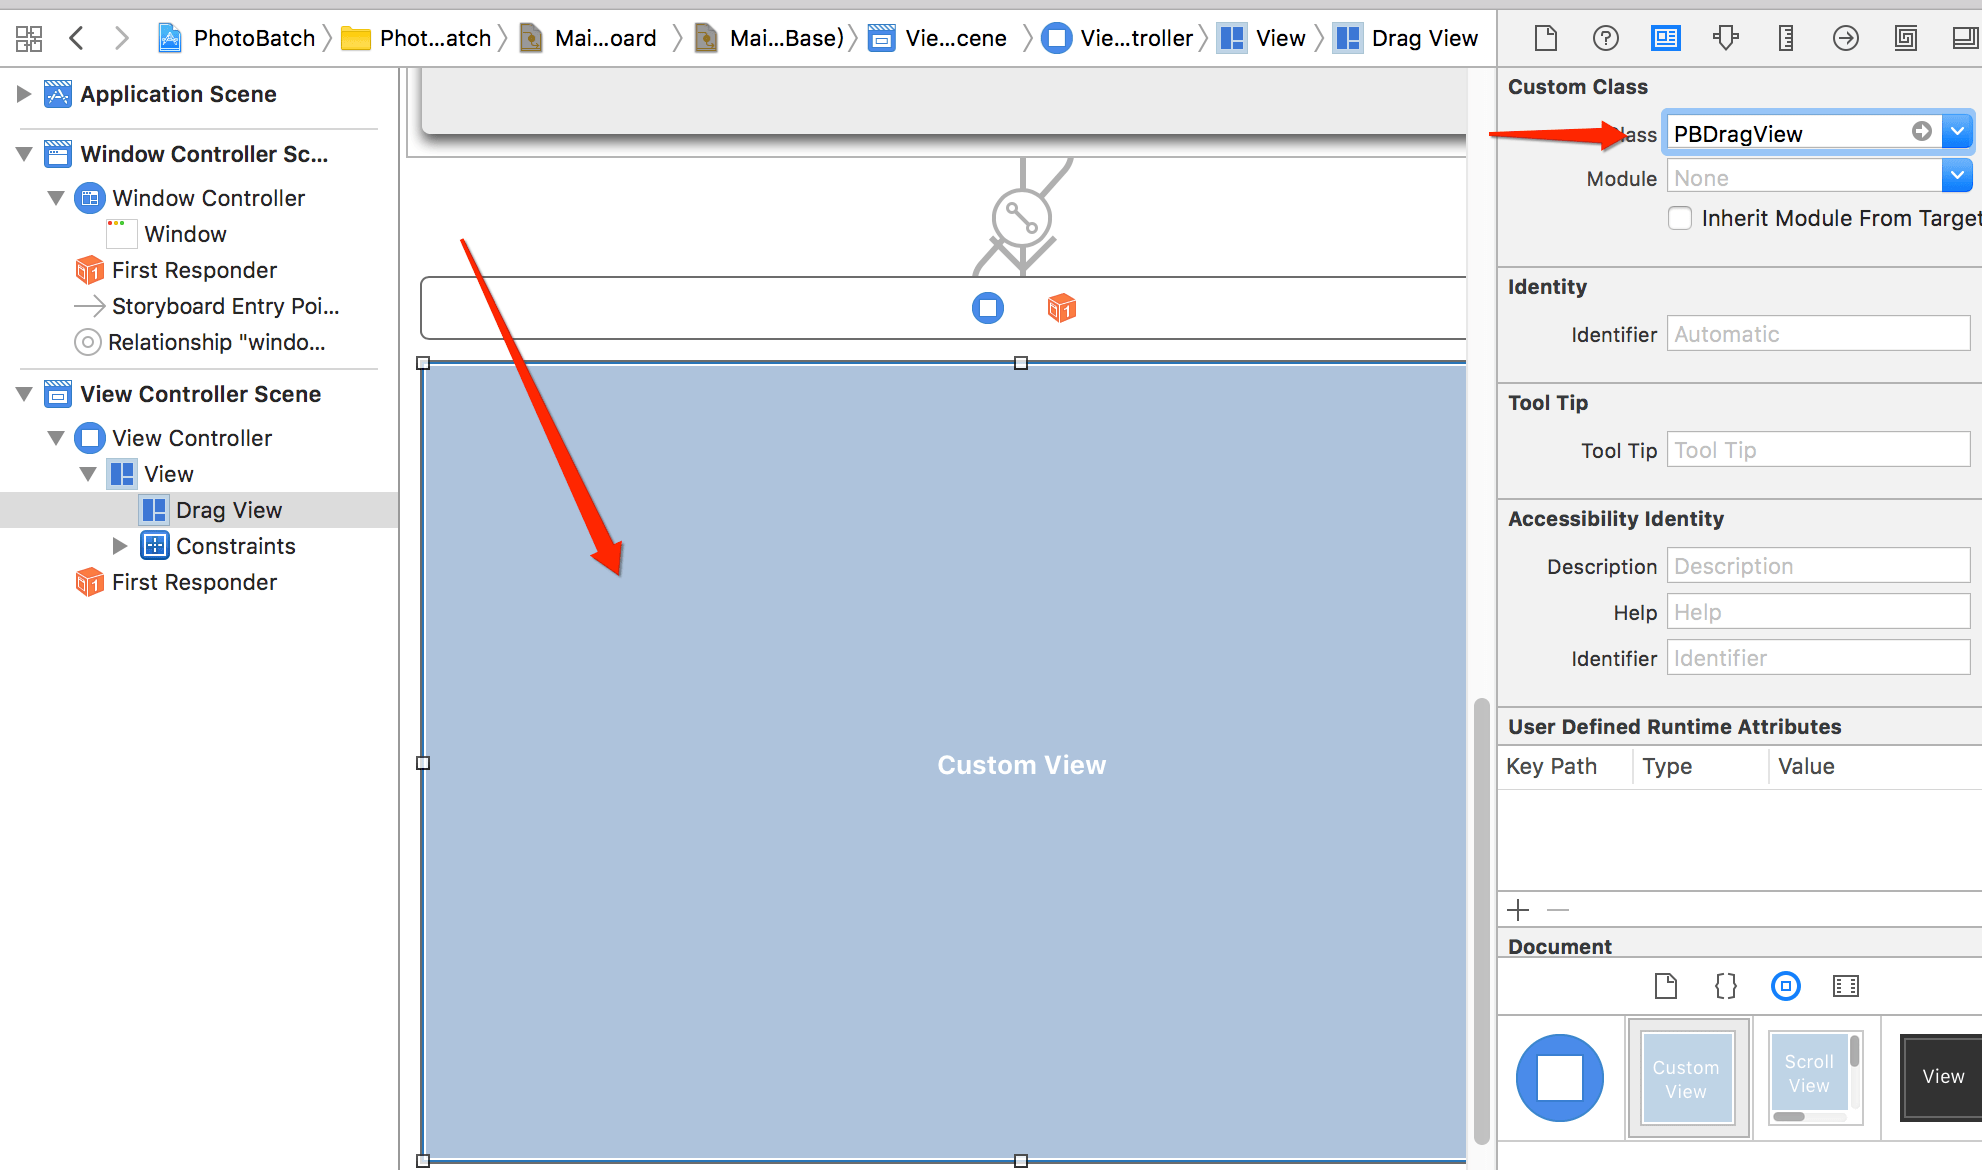 PhotoBatch
Phot...atch
Mai...oard
Mai...Base)
Vie...cene
Vie...troller
View
Drag View
Application Scene
Window Controller Sc...
Window Controller
Window
First Responder
Storyboard Entry Poi...
Relationship "windo...
View Controller Scene
View Controller
View
Drag View
Constraints
First Responder
Custom View
Custom Class
lass PBDragView
Module None
Inherit Module From Target
Identity
Identifier Automatic
Tool Tip
Tool Tip Tool Tip
Accessibility Identity
Description Description
Help Help
Identifier Identifier
User Defined Runtime Attributes
Key Path Type Value
Document
Custom
View
Scroll
View
View